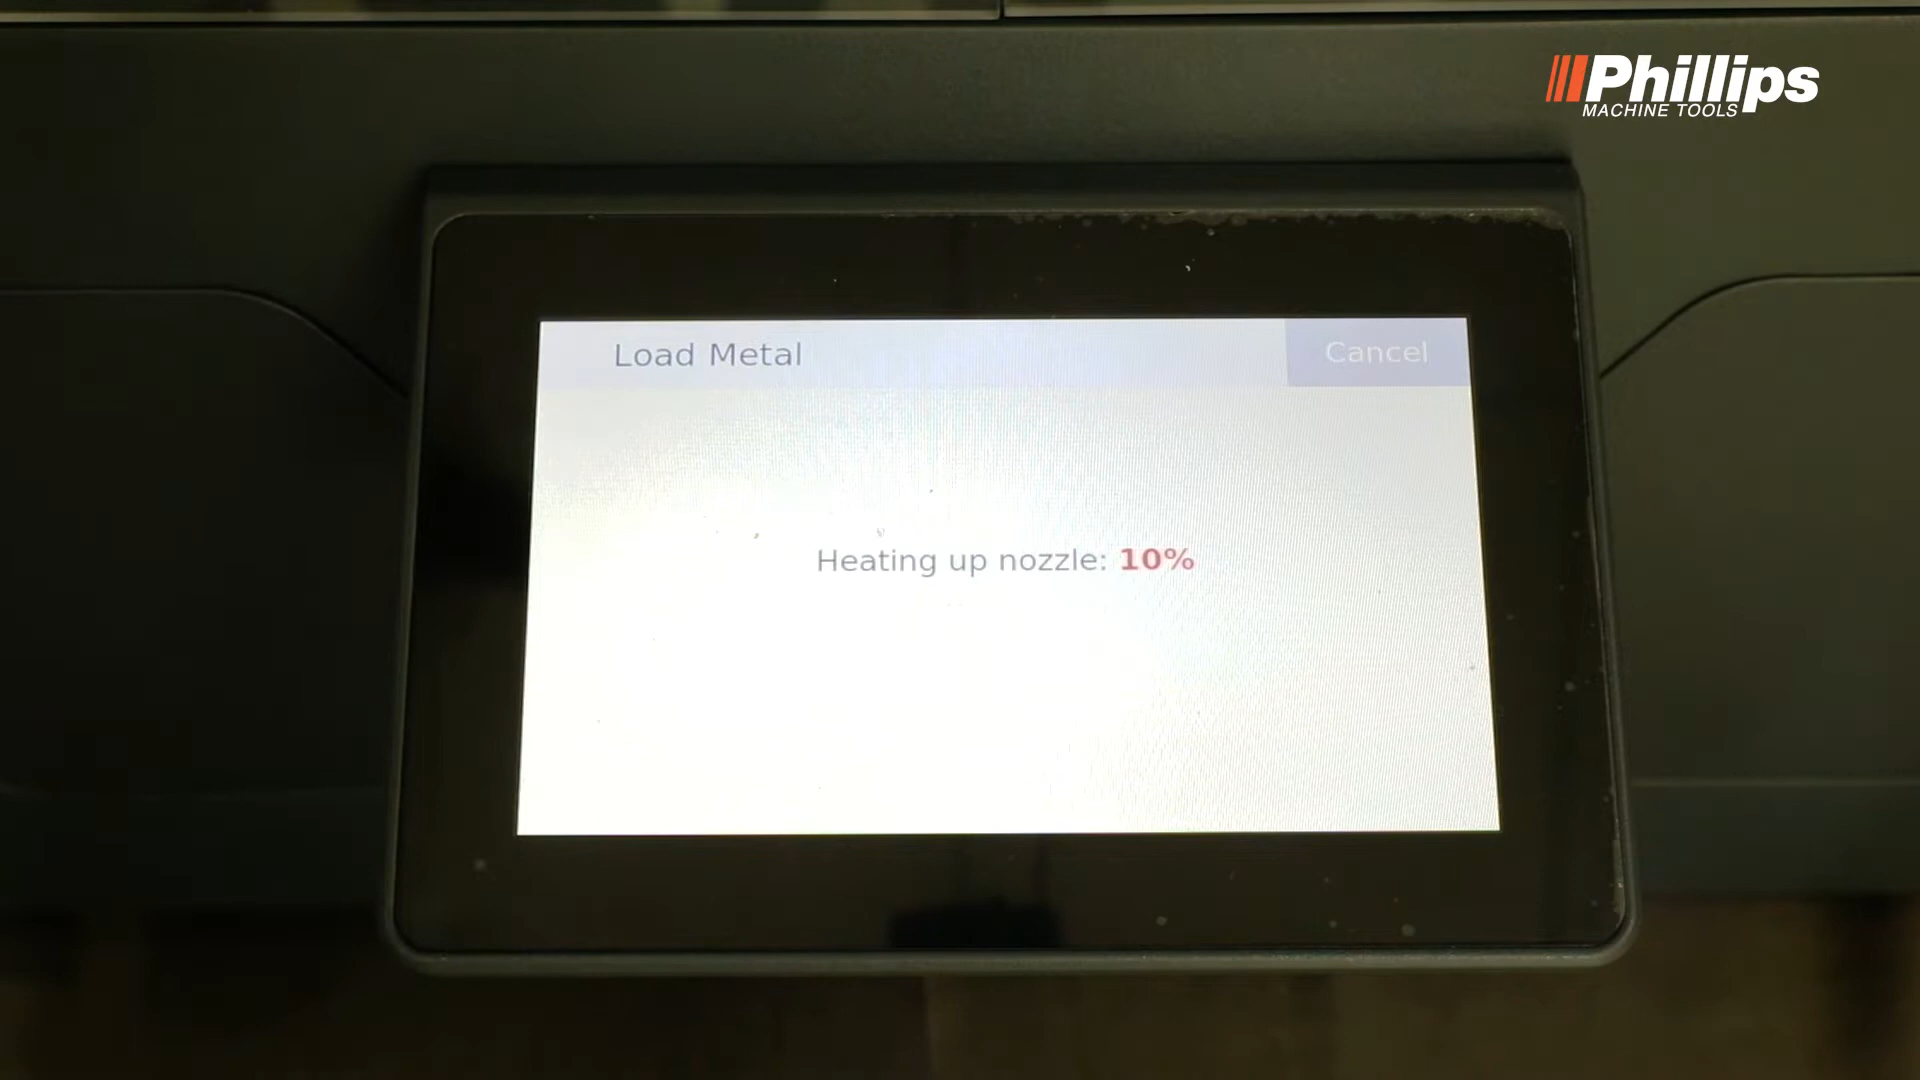 Phillips
MACHINE TOOLS
Load Metal
Cancel
Heating up nozzle: 10%